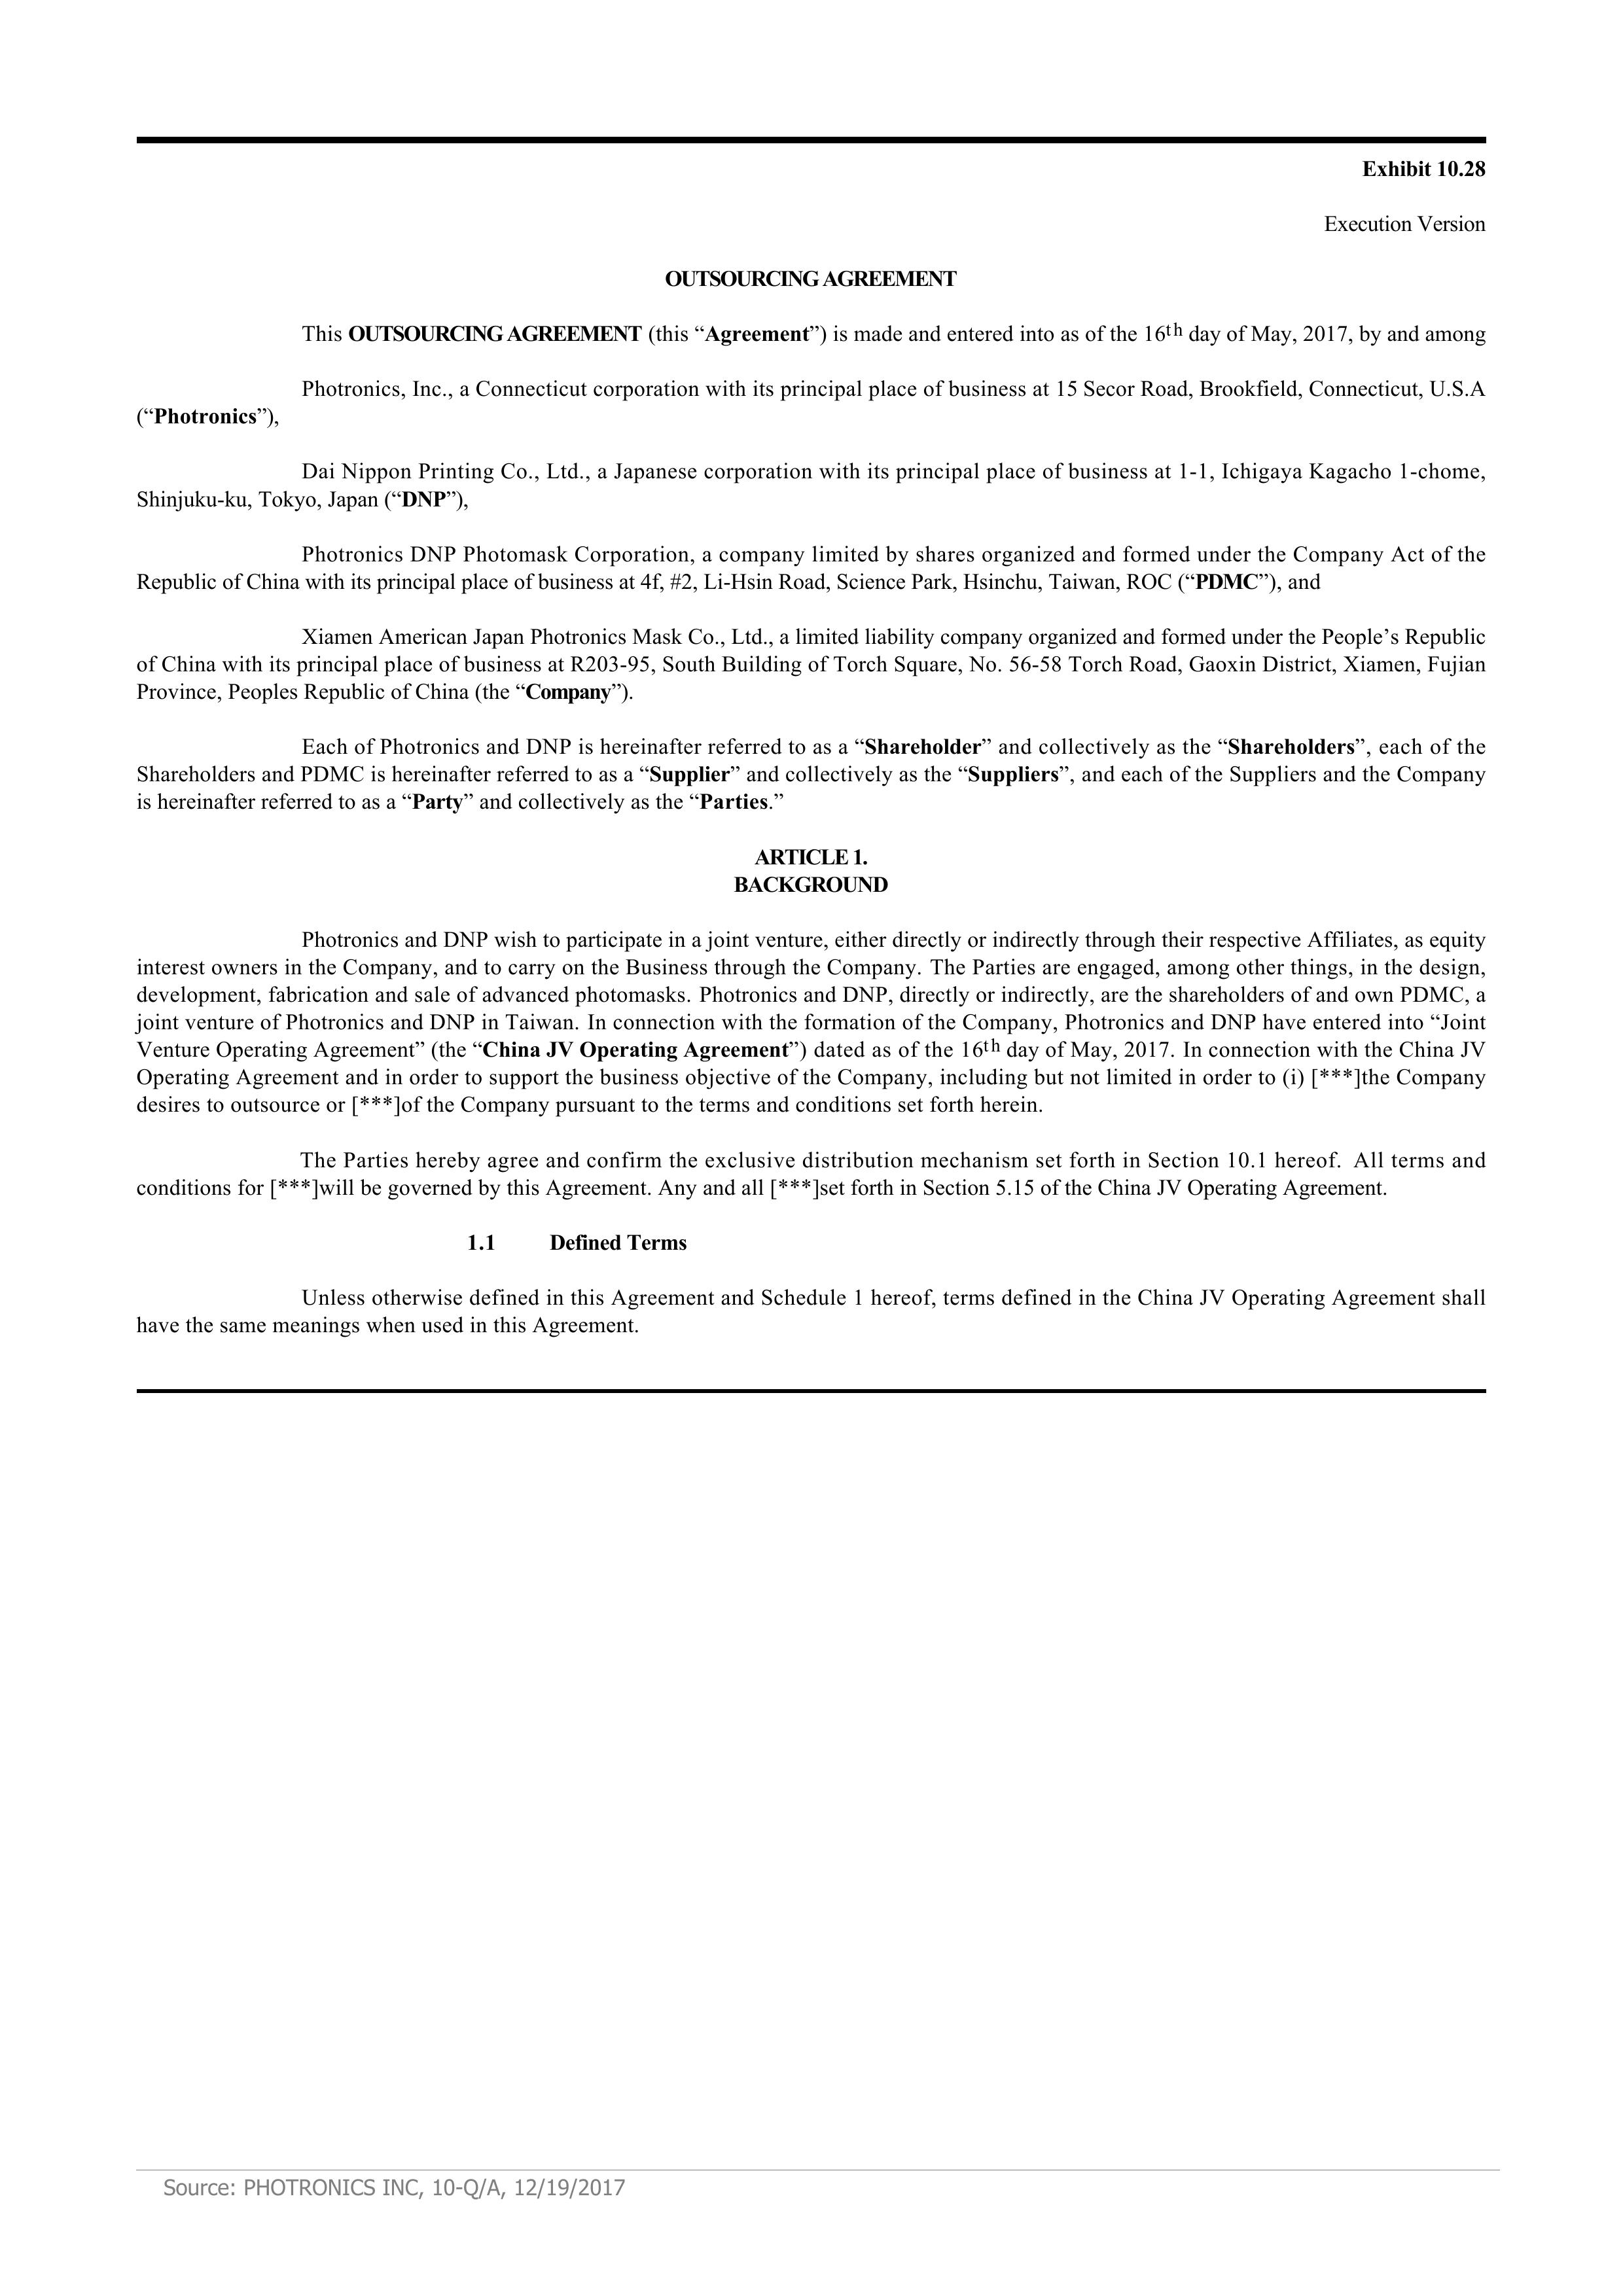 Exhibit 10.28
Execution Version
OUTSOURCING AGREEMENT
This OUTSOURCING AGREEMENT (this “Agreement”) is made and entered into as of the 16th day of May, 2017, by and among
Photronics, Inc., a Connecticut corporation with its principal place of business at 15 Secor Road, Brookfield, Connecticut, U.S.A
(“Photronics”),
Dai Nippon Printing Co., Ltd., a Japanese corporation with its principal place of business at 1-1, Ichigaya Kagacho 1-chome,
Shinjuku-ku, Tokyo, Japan (“DNP”),
Photronics DNP Photomask Corporation, a company limited by shares organized and formed under the Company Act of the
Republic of China with its principal place of business at 4f, #2, Li-Hsin Road, Science Park, Hsinchu, Taiwan, ROC (“PDMC”), and
Xiamen American Japan Photronics Mask Co., Ltd., a limited liability company organized and formed under the People’s Republic
of China with its principal place of business at R203-95, South Building of Torch Square, No. 56-58 Torch Road, Gaoxin District, Xiamen, Fujian
Province, Peoples Republic of China (the “Company”).
Each of Photronics and DNP is hereinafter referred to as a “Shareholder” and collectively as the “Shareholders”, each of the
Shareholders and PDMC is hereinafter referred to as a “Supplier” and collectively as the “Suppliers”, and each of the Suppliers and the Company
is hereinafter referred to as a “Party” and collectively as the “Parties.”
ARTICLE 1.
BACKGROUND
Photronics and DNP wish to participate in a joint venture, either directly or indirectly through their respective Affiliates, as equity
interest owners in the Company, and to carry on the Business through the Company. The Parties are engaged, among other things, in the design,
development, fabrication and sale of advanced photomasks. Photronics and DNP, directly or indirectly, are the shareholders of and own PDMC, a
joint venture of Photronics and DNP in Taiwan. In connection with the formation of the Company, Photronics and DNP have entered into “Joint
Venture Operating Agreement” (the “China JV Operating Agreement”) dated as of the 16th day of May, 2017. In connection with the China JV
Operating Agreement and in order to support the business objective of the Company, including but not limited in order to (i) [***]the Company
desires to outsource or [***]of the Company pursuant to the terms and conditions set forth herein.
The Parties hereby agree and confirm the exclusive distribution mechanism set forth in Section 10.1 hereof. All terms and
conditions for [***]will be governed by this Agreement. Any and all [***]set forth in Section 5.15 of the China JV Operating Agreement.
1.1 Defined Terms
Unless otherwise defined in this Agreement and Schedule 1 hereof, terms defined in the China JV Operating Agreement shall
have the same meanings when used in this Agreement.
Source: PHOTRONICS INC, 10-Q/A, 12/19/2017